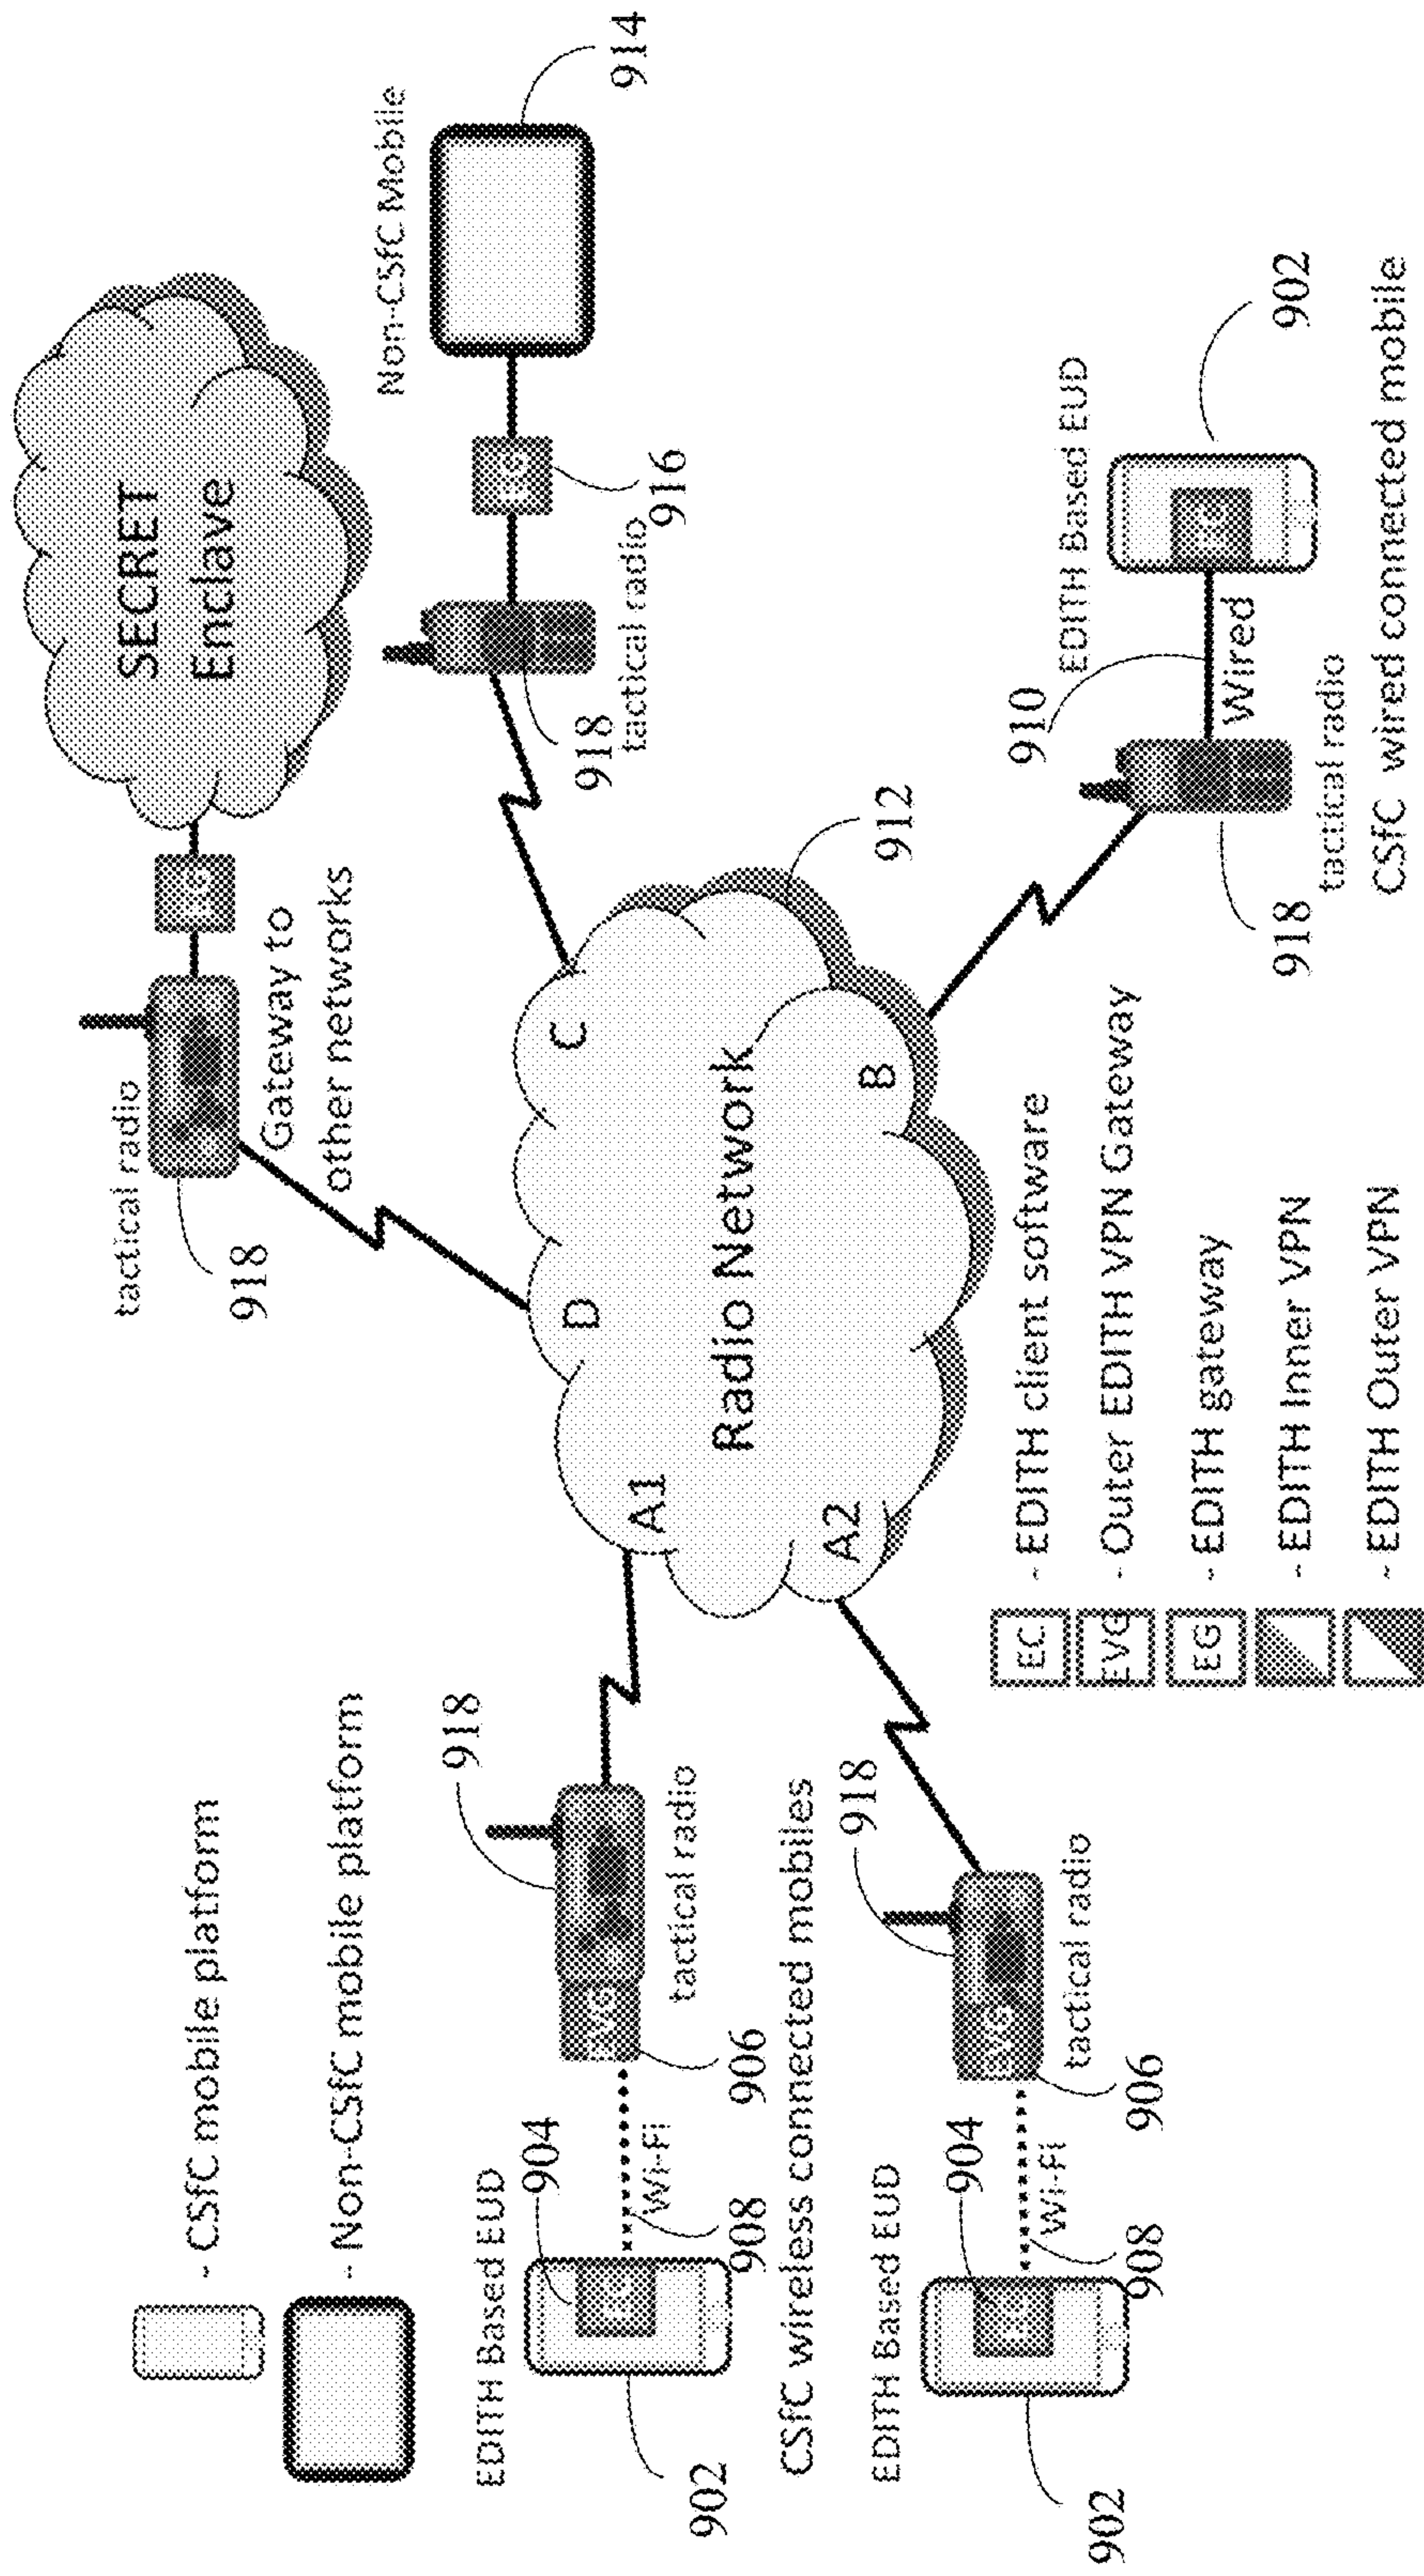 - CSfC mobile platform
- Non-CSfC mobile platform
EDITH Based EUD
904
902
Wi-Fi
908
906
918
tactical radio
CSfC wireless connected mobiles
EDITH Based EUD
904
902
Wi-Fi
908
EVG
906
918
tactical radio
A1
A2
B
C
D
Radio Network
912
tactical radio
918
Gateway to
other networks
SECRET
Enclave
Non-CSfC Mobile
914
EG
916
918
tactical radio
EDITH Based EUD
902
910
Wired
918
tactical radio
CSfC wired connected mobile
EC - EDITH client software
EVG - Outer EDITH VPN Gateway
EG - EDITH gateway
- EDITH Inner VPN
- EDITH Outer VPN